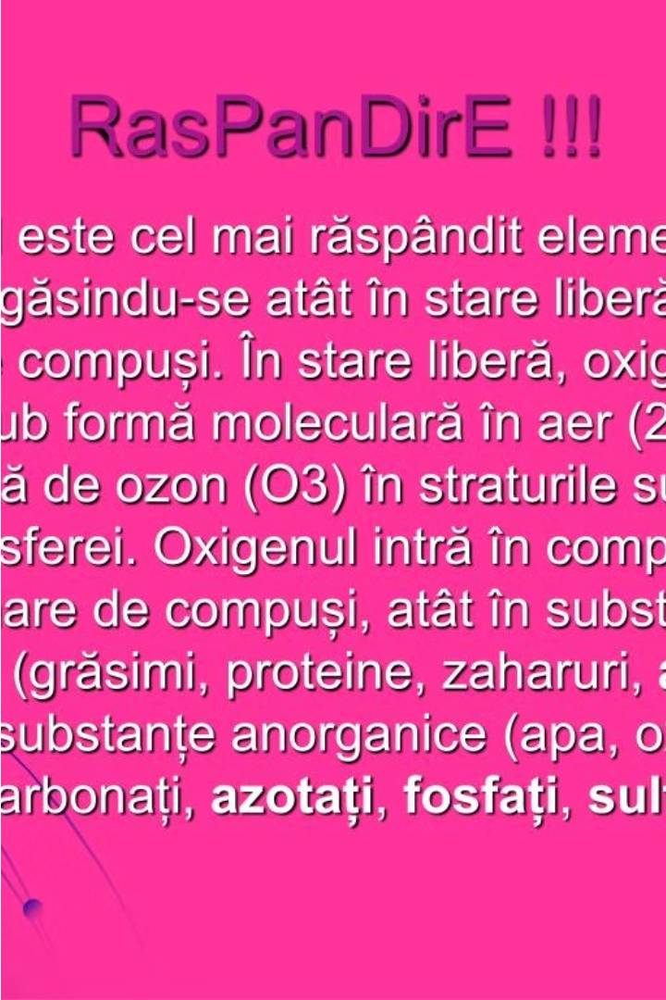 RasPanDirE !!!
este cel mai răspândit eleme
găsindu-se atât în stare liberă
compuși. În stare liberă, oxig
ub formă moleculară în aer (2
ă de ozon (O3) în straturile su
sferei. Oxigenul intră în comp
are de compuși, atât în subst
(grăsimi, proteine, zaharuri, a
substanțe anorganice (apa, o
arbonați, azotați, fosfați, sul